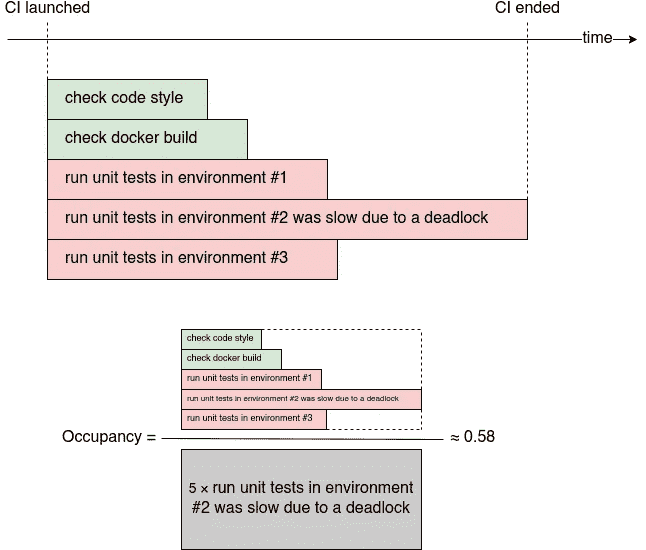 CI launched
CI ended
time
check code style
check docker build
run unit tests in environment #1
run unit tests in environment #2 was slow due to a deadlock
run unit tests in environment #3
check code style
check docker build
run unit tests in environment #1
run unit tests in environment #2 was slow due to a deadlock
run unit tests in environment #3
Occupancy =
≈ 0.58
5 × run unit tests in environment
#2 was slow due to a deadlock